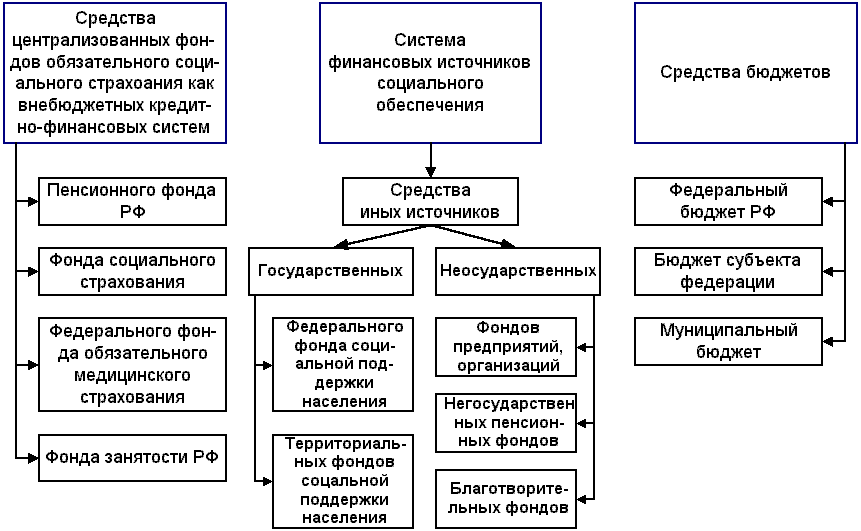 Средства
централизованных фон-
дов обязательного соци-
ального страхоания как
внебюджетных кредит-
но-финансовых систем
Пенсионного фонда
РФ
Фонда социального
страхования
Федерального фон-
да обязательного
медицинского
страхования
Фонда занятости РФ
Система
финансовых источников
социального
обеспечения
Средства
иных источников
Государственных
Федерального
фонда соци-
альной под-
держки
населения
Территориаль-
ных фондов
соцальной
поддержки
населения
Неосударственных
Фондов
предприятий,
организаций
Негосударствен
ных пенсион-
ных фондов
Благотворите-
льных фондов
Средства бюджетов
Федеральный
бюджет РФ
Бюджет субъекта
федерации
Муниципальный
бюджет